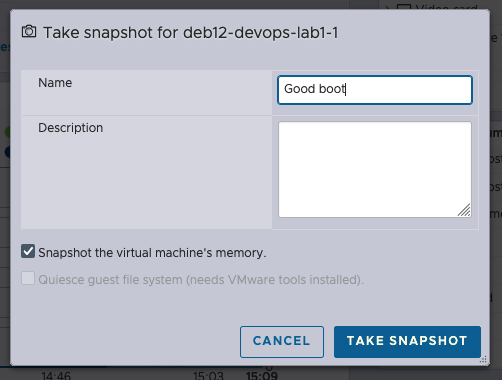 Video card
Take snapshot for deb12-devops-lab1-1
Name
Good boot
Description
Snapshot the virtual machine's memory.
Quiesce guest file system (needs VMware tools installed).
CANCEL
TAKE SNAPSHOT
14:46
15:03
15:09